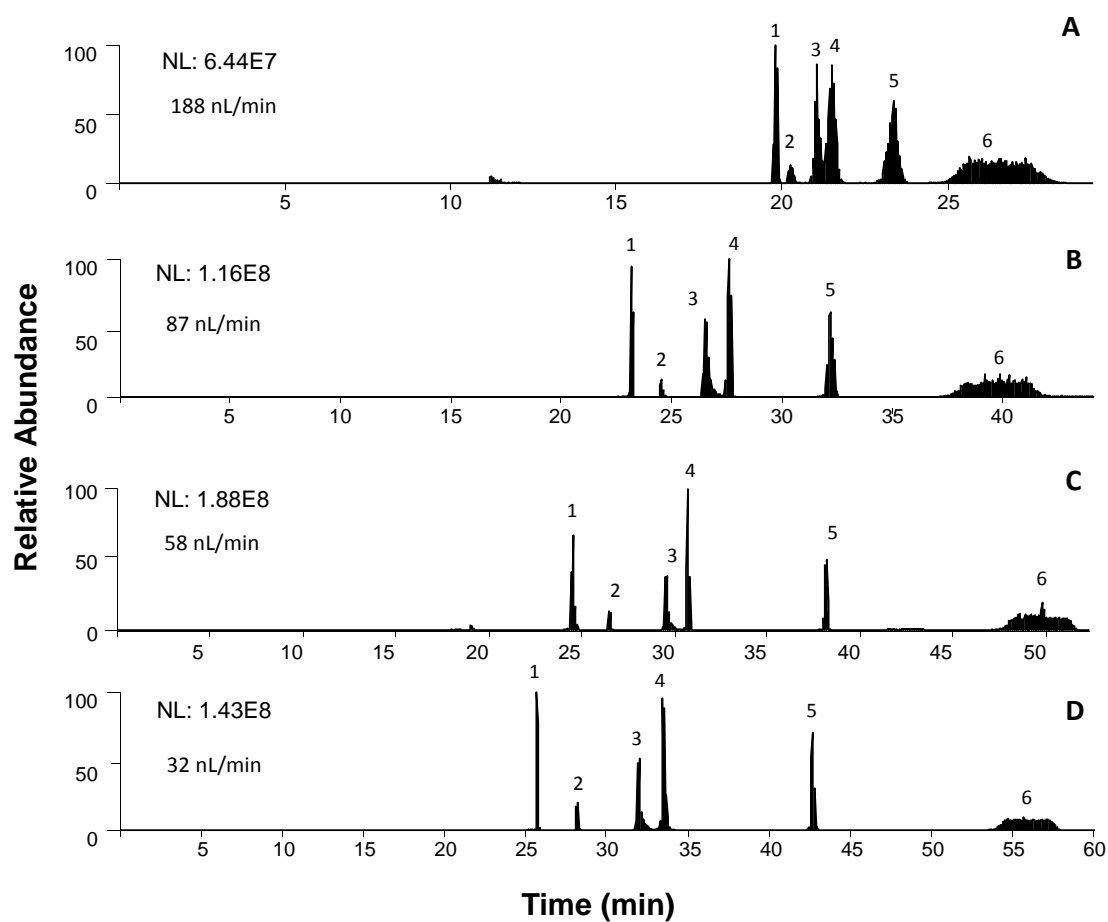 A
1
3 4
100
NL: 6.44E7
5
188 nL/min
50
2
6
0
5 10 15 20 25
B
1
4
100
NL: 1.16E8
5
3
87 nL/min
50
2
6
0
5 10 15 20 25 30 35 40
C
4
100
NL: 1.88E8
1
5
58 nL/min
3
50
2
6
0
5 10 15 20 25 30 35 40 45 50
D
1
4
100
NL: 1.43E8
5
3
32 nL/min
50
2
6
0
5 10 15 20 25 30 35 40 45 50 55 60
Relative Abundance
Time (min)